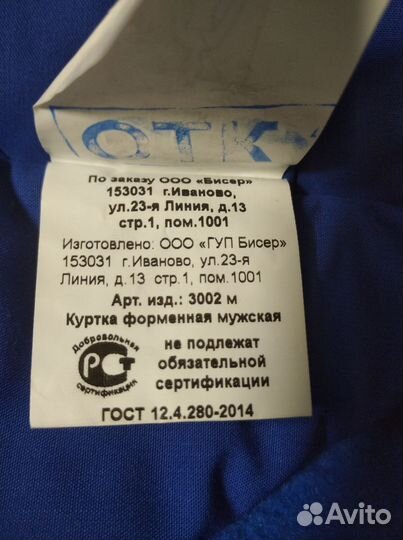 ОТК
По заказу ООО «Бисер»
153031 г.Иваново,
ул.23-я Линия, д.13
стр.1, пом.1001
Изготовлено: ООО «ГУП Бисер»
153031 г.Иваново, ул.23-я
Линия, д.13 стр.1, пом.1001
Арт. изд.: 3002 м
Куртка форменная мужская
Добровольная
РСТ
сертификация
не подлежат
обязательной
сертификации
ГОСТ 12.4.280-2014
Avito